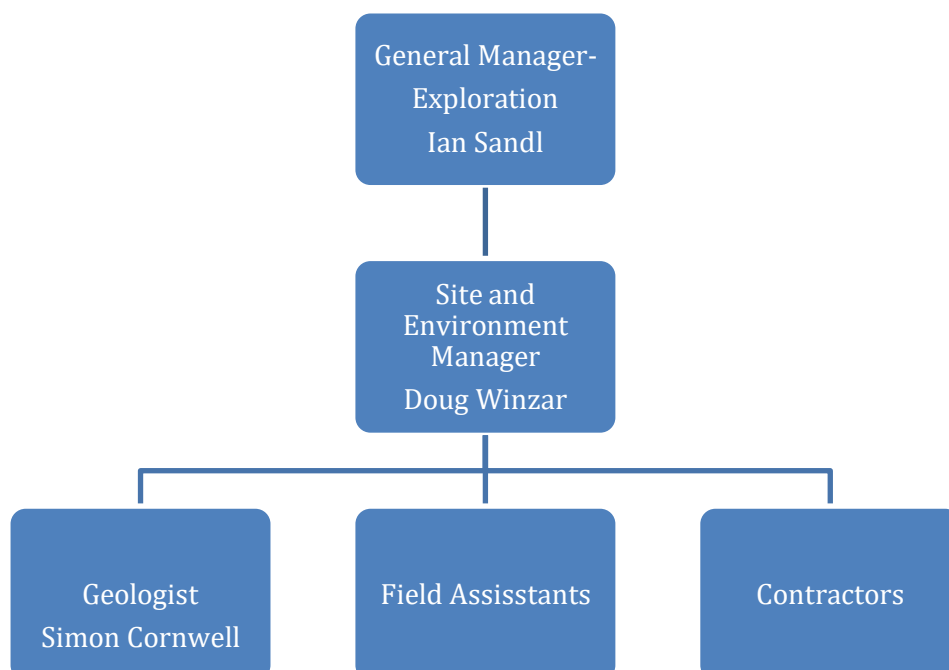 General Manager-
Exploration
Ian Sandl
Site and
Environment
Manager
Doug Winzar
Geologist
Simon Cornwell
Field Assisstants
Contractors